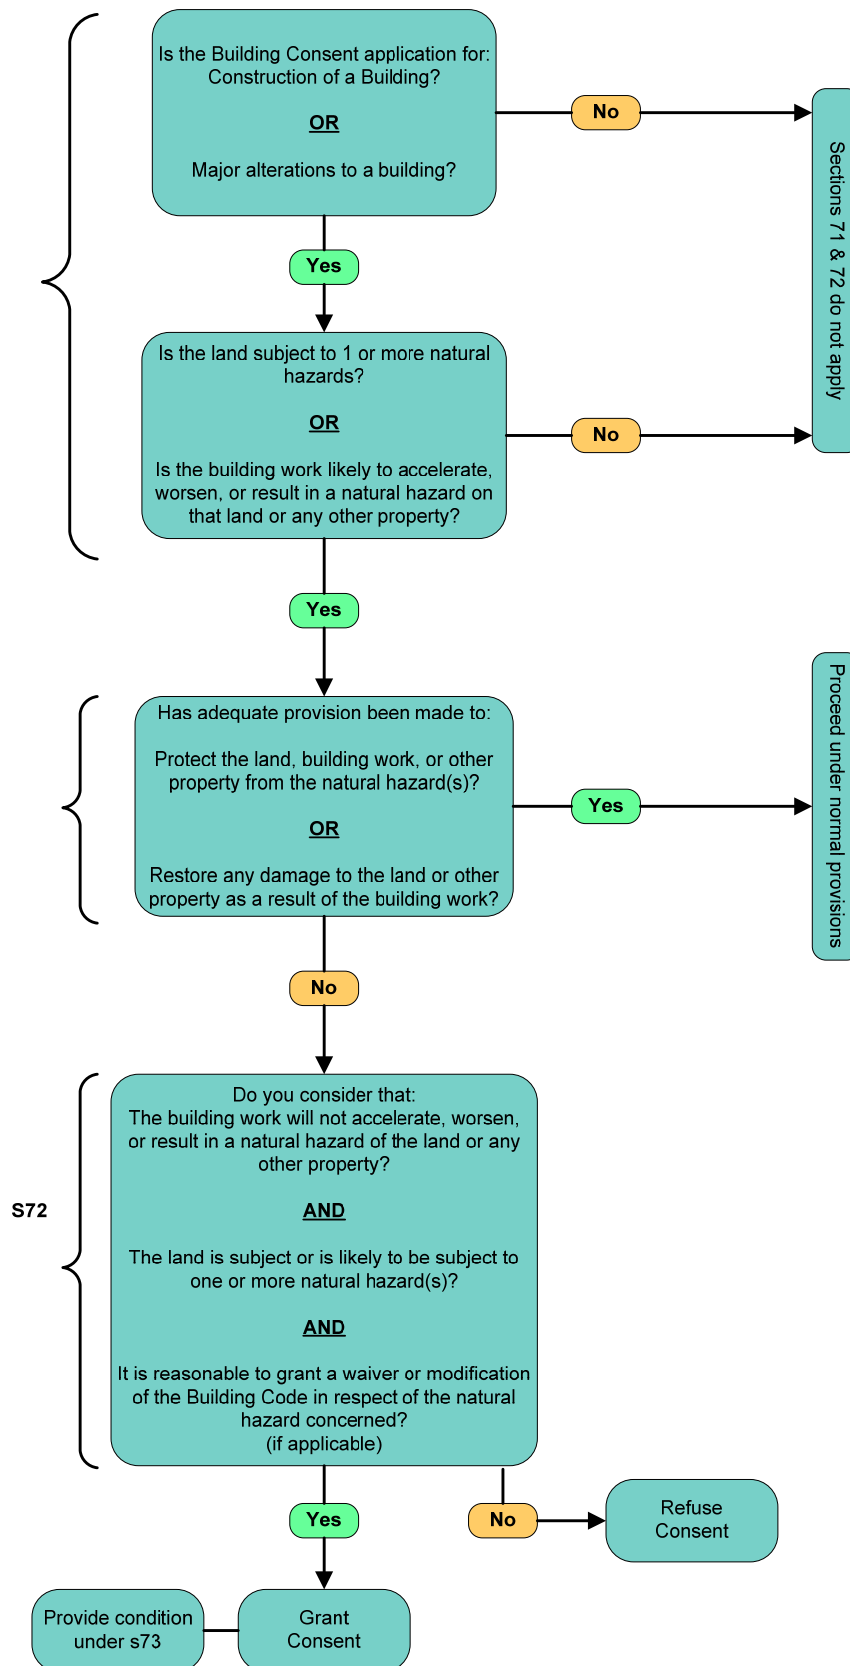 Is the Building Consent application for:
Construction of a Building?
OR
Major alterations to a building?
No
Sections 71 & 72 do not apply
Yes
Is the land subject to 1 or more natural
hazards?
OR
Is the building work likely to accelerate,
worsen, or result in a natural hazard on
that land or any other property?
No
Yes
Has adequate provision been made to:
Protect the land, building work, or other
property from the natural hazard(s)?
OR
Restore any damage to the land or other
property as a result of the building work?
Yes
Proceed under normal provisions
No
S72
Do you consider that:
The building work will not accelerate, worsen,
or result in a natural hazard of the land or any
other property?
AND
The land is subject or is likely to be subject to
one or more natural hazard(s)?
AND
It is reasonable to grant a waiver or modification
of the Building Code in respect of the natural
hazard concerned?
(if applicable)
Yes
No
Refuse
Consent
Provide condition
under s73
Grant
Consent